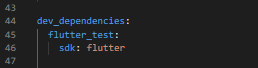 43
44 dev_dependencies:
45   flutter_test:
46     sdk: flutter
47